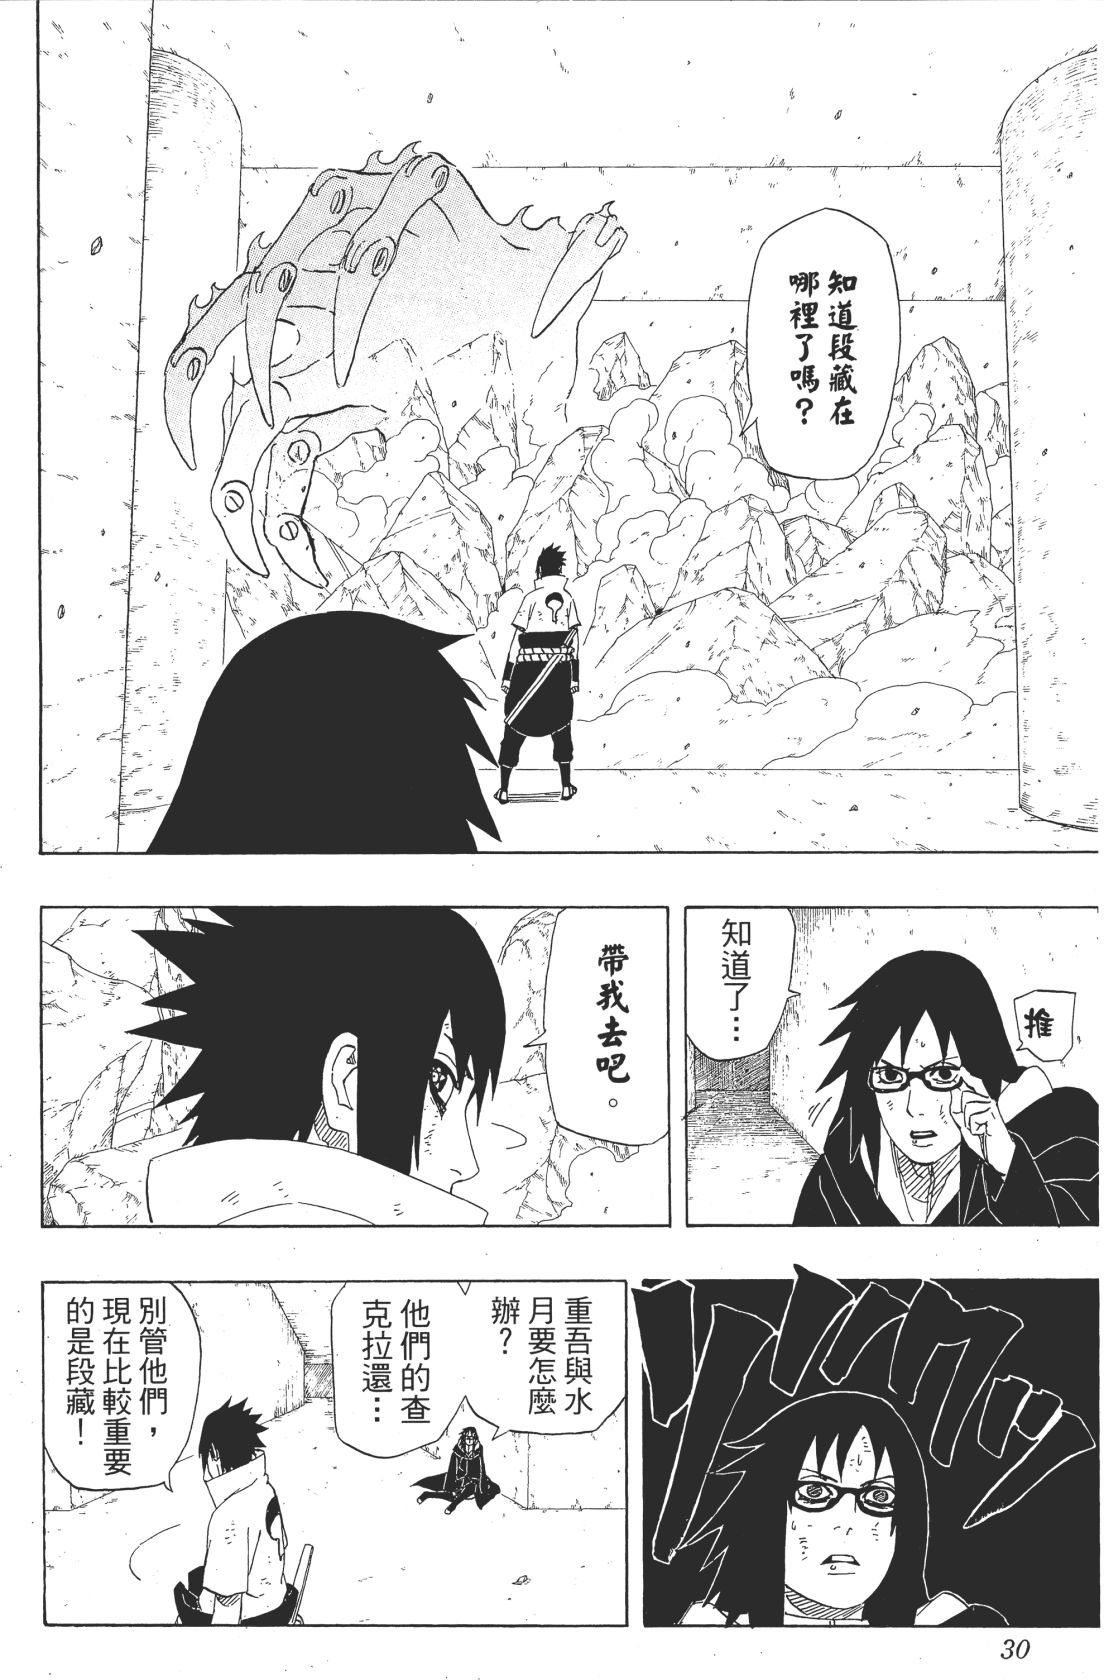 知道段藏在
哪裡了嗎？
推
知道了…
帶我去吧。
重吾與水
月要怎麼
辦？
他們的查
克拉還…
別管他們，
現在比較重要
的是段藏！
30